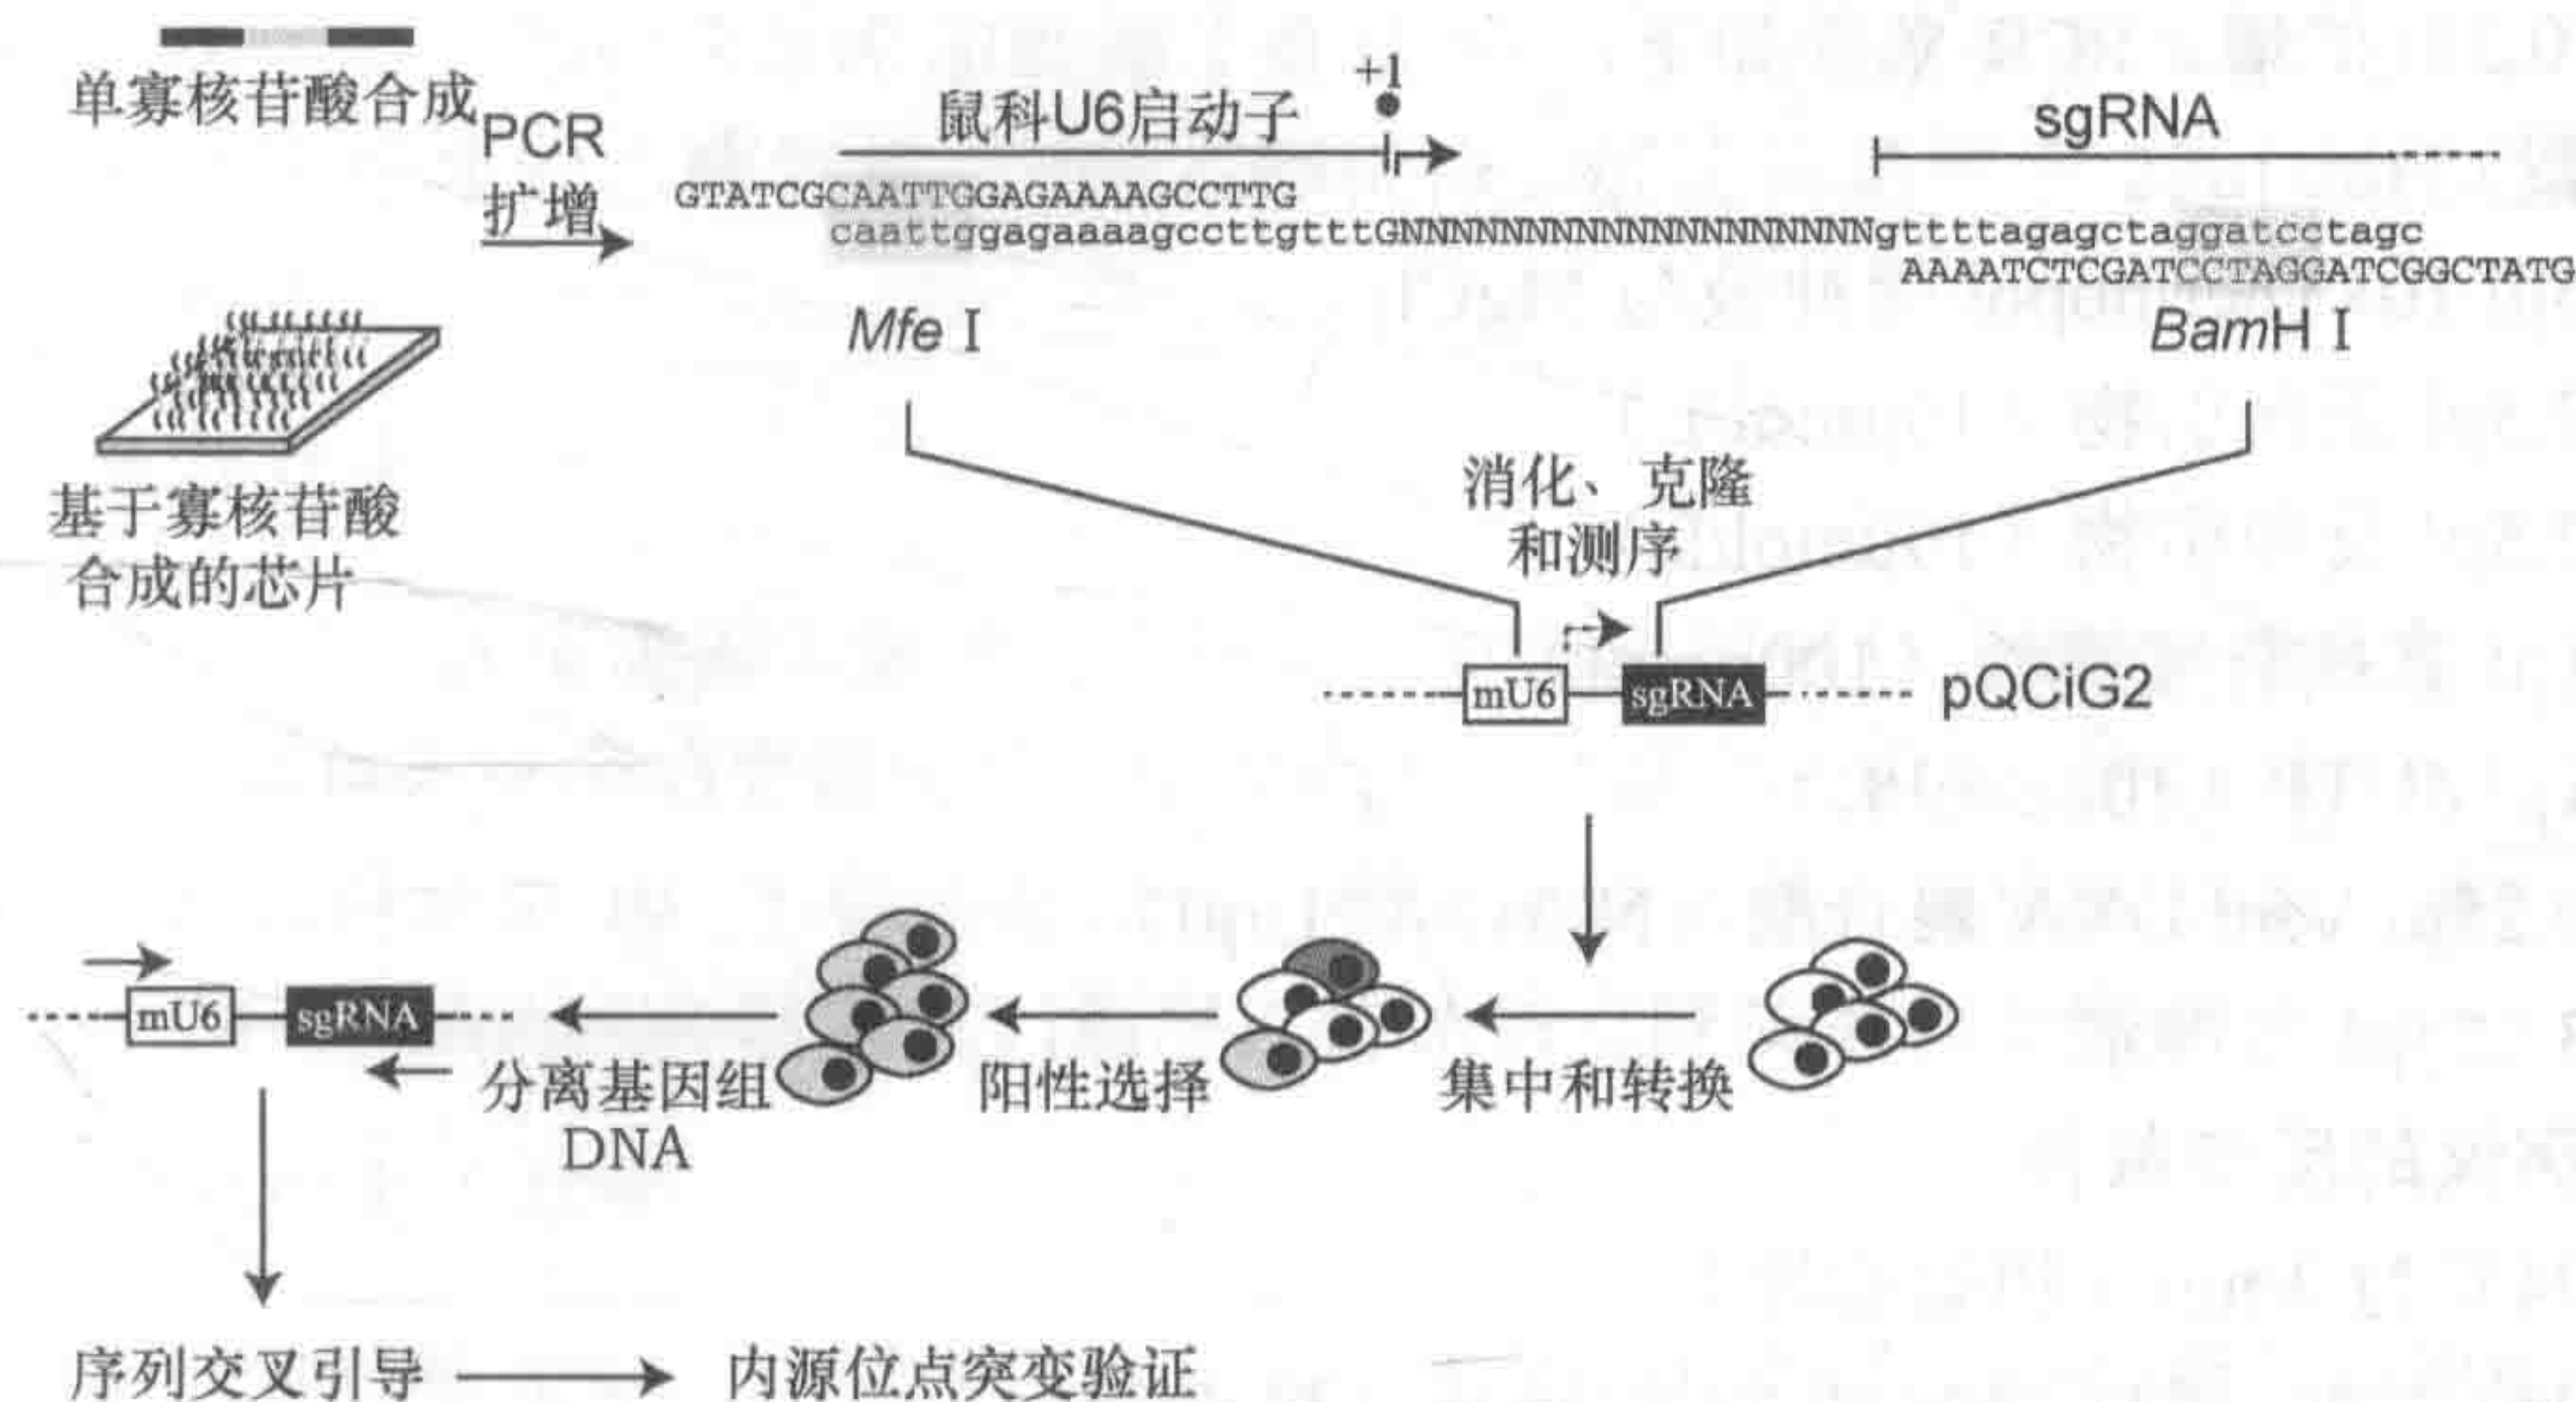 单寡核苷酸合成
PCR
扩增
鼠科U6启动子
+1
sgRNA
GTATCGCAATTGGAGAAAAGCCTTG
caattggagaaaagccttgtttGNNNNNNNNNNNNNNNNNNNgttttagagctaggatcctagc
AAAATCTCGATCCTAGGATCGGCTATG
Mfe I
BamH I
基于寡核苷酸
合成的芯片
消化、克隆
和测序
mU6
sgRNA
pQCiG2
mU6
sgRNA
分离基因组
DNA
阳性选择
集中和转换
序列交叉引导
内源位点突变验证